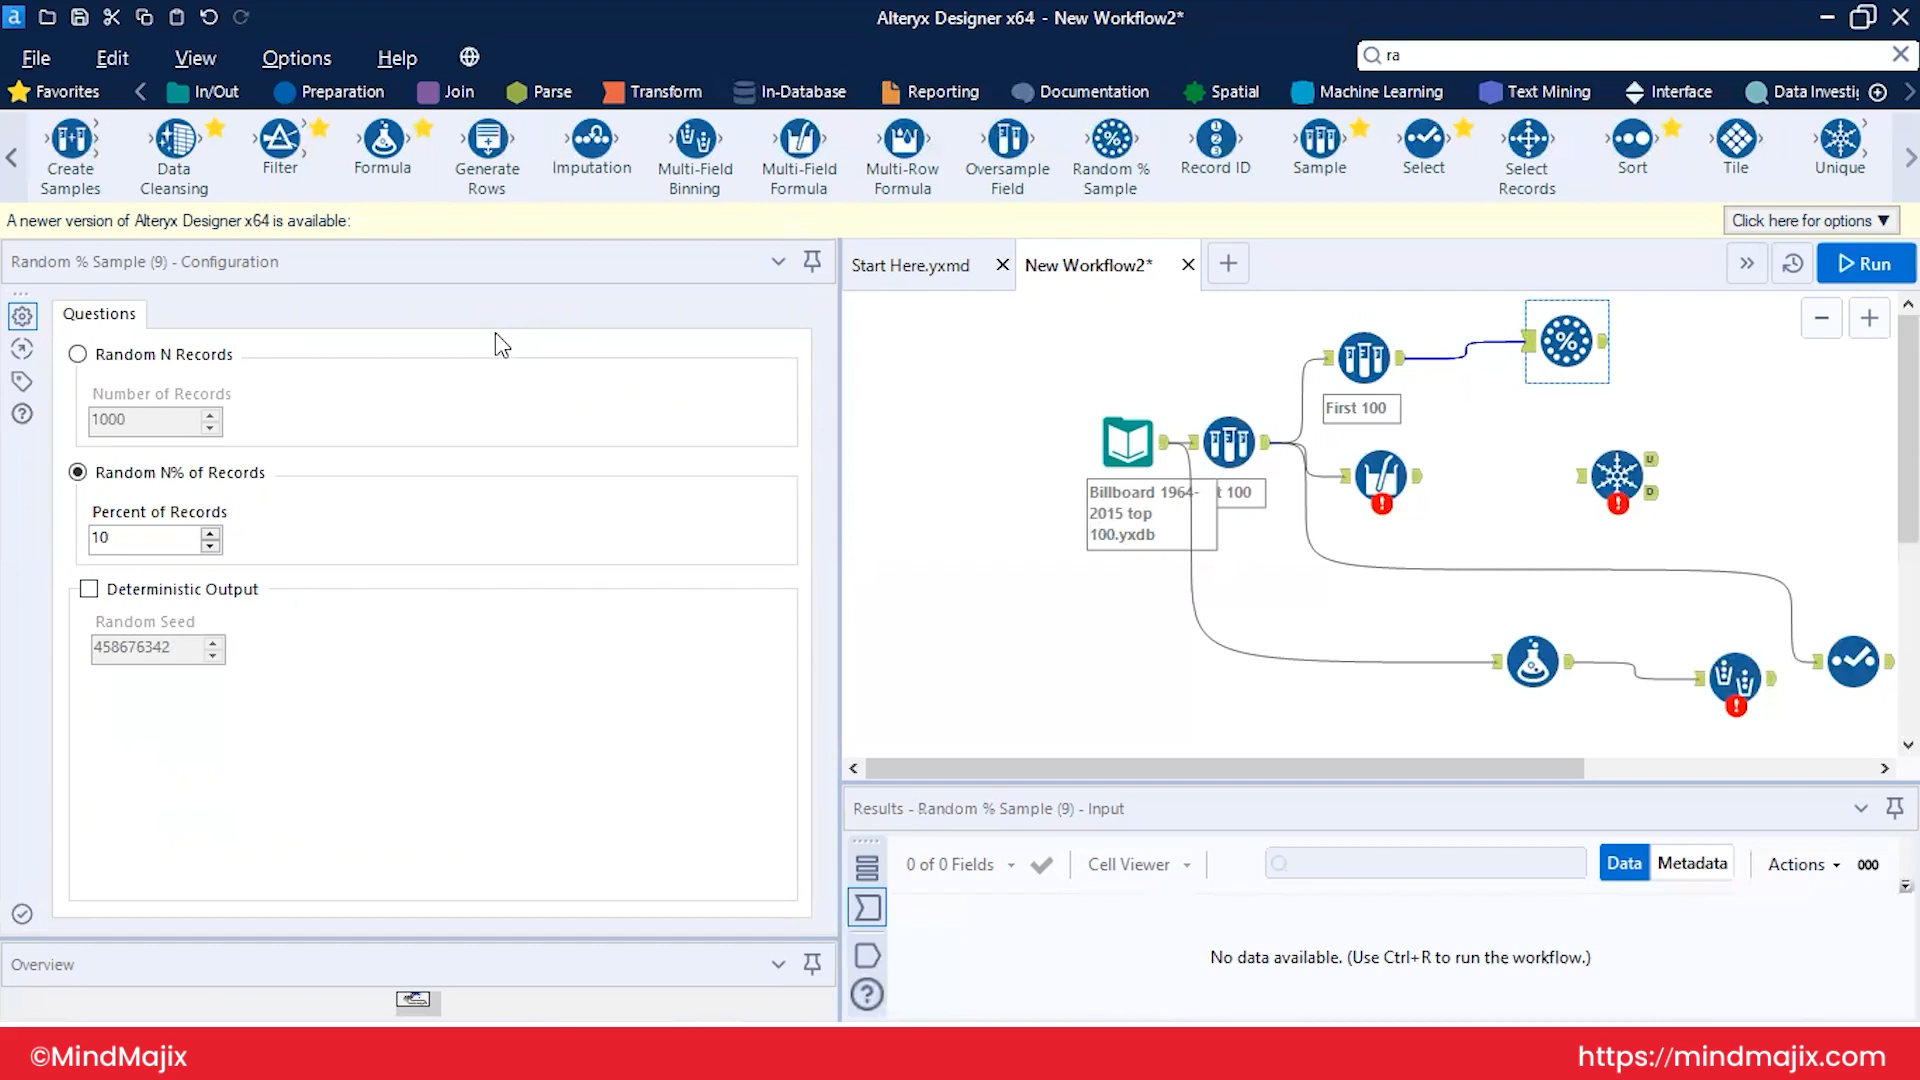 a
Alteryx Designer x64 - New Workflow2*
File Edit View Options Help
ra
Favorites In/Out Preparation Join Parse Transform In-Database Reporting Documentation Spatial Machine Learning Text Mining Interface Data Investi
Create Samples
Data Cleansing
Filter
Formula
Generate Rows
Imputation
Multi-Field Binning
Multi-Field Formula
Multi-Row Formula
Oversample Field
Random % Sample
Record ID
Sample
Select
Select Records
Sort
Tile
Unique
A newer version of Alteryx Designer x64 is available:
Click here for options ▼
Random % Sample (9) - Configuration
Start Here.yxmd
New Workflow2*
Run
Questions
Random N Records
Number of Records
1000
Random N% of Records
Percent of Records
10
Deterministic Output
Random Seed
458676342
%
First 100
Billboard 1964-
2015 top
100.yxdb
t 100
U
D
Results - Random % Sample (9) - Input
0 of 0 Fields Cell Viewer Data Metadata Actions 000
No data available. (Use Ctrl+R to run the workflow.)
Overview
©MindMajix
https://mindmajix.com